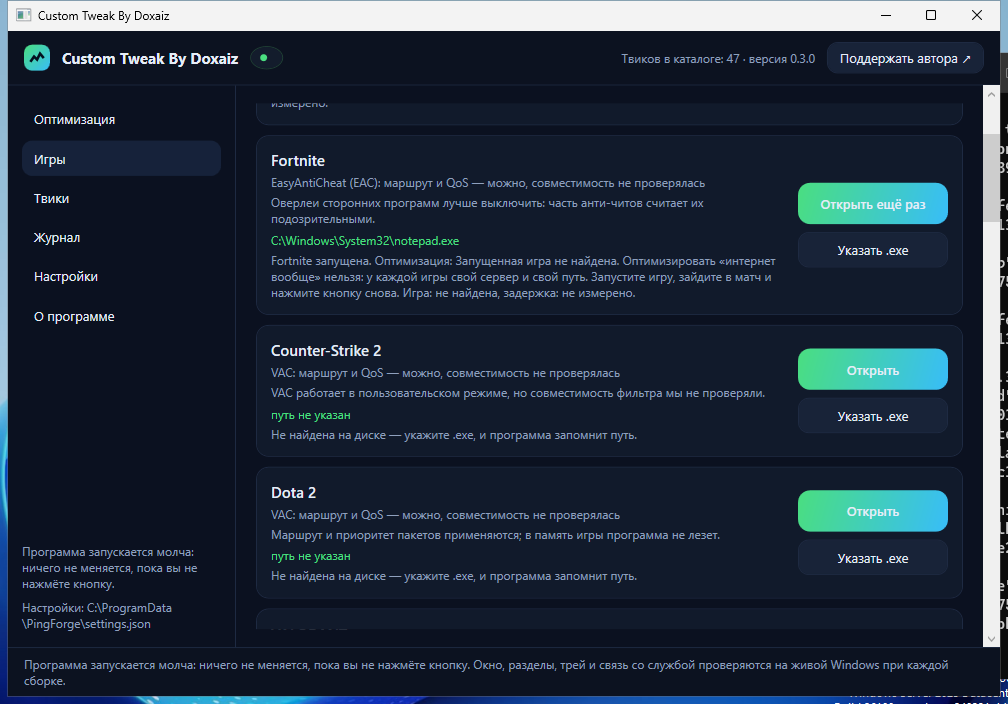 Custom Tweak By Doxaiz
Custom Tweak By Doxaiz
Твиков в каталоге: 47 · версия 0.3.0
Поддержать автора ↗
Оптимизация
Игры
Твики
Журнал
Настройки
О программе
Программа запускается молча:
ничего не меняется, пока вы не
нажмёте кнопку.
Настройки: C:\ProgramData
\PingForge\settings.json
измерено.
Fortnite
EasyAntiCheat (EAC): маршрут и QoS — можно, совместимость не проверялась
Оверлеи сторонних программ лучше выключить: часть анти-читов считает их
подозрительными.
C:\Windows\System32\notepad.exe
Fortnite запущена. Оптимизация: Запущенная игра не найдена. Оптимизировать «интернет
вообще» нельзя: у каждой игры свой сервер и свой путь. Запустите игру, зайдите в матч и
нажмите кнопку снова. Игра: не найдена, задержка: не измерено.
Открыть ещё раз
Указать .exe
Counter-Strike 2
VAC: маршрут и QoS — можно, совместимость не проверялась
VAC работает в пользовательском режиме, но совместимость фильтра мы не проверяли.
путь не указан
Не найдена на диске — укажите .exe, и программа запомнит путь.
Открыть
Указать .exe
Dota 2
VAC: маршрут и QoS — можно, совместимость не проверялась
Маршрут и приоритет пакетов применяются; в память игры программа не лезет.
путь не указан
Не найдена на диске — укажите .exe, и программа запомнит путь.
Открыть
Указать .exe
Программа запускается молча: ничего не меняется, пока вы не нажмёте кнопку. Окно, разделы, трей и связь со службой проверяются на живой Windows при каждой
сборке.